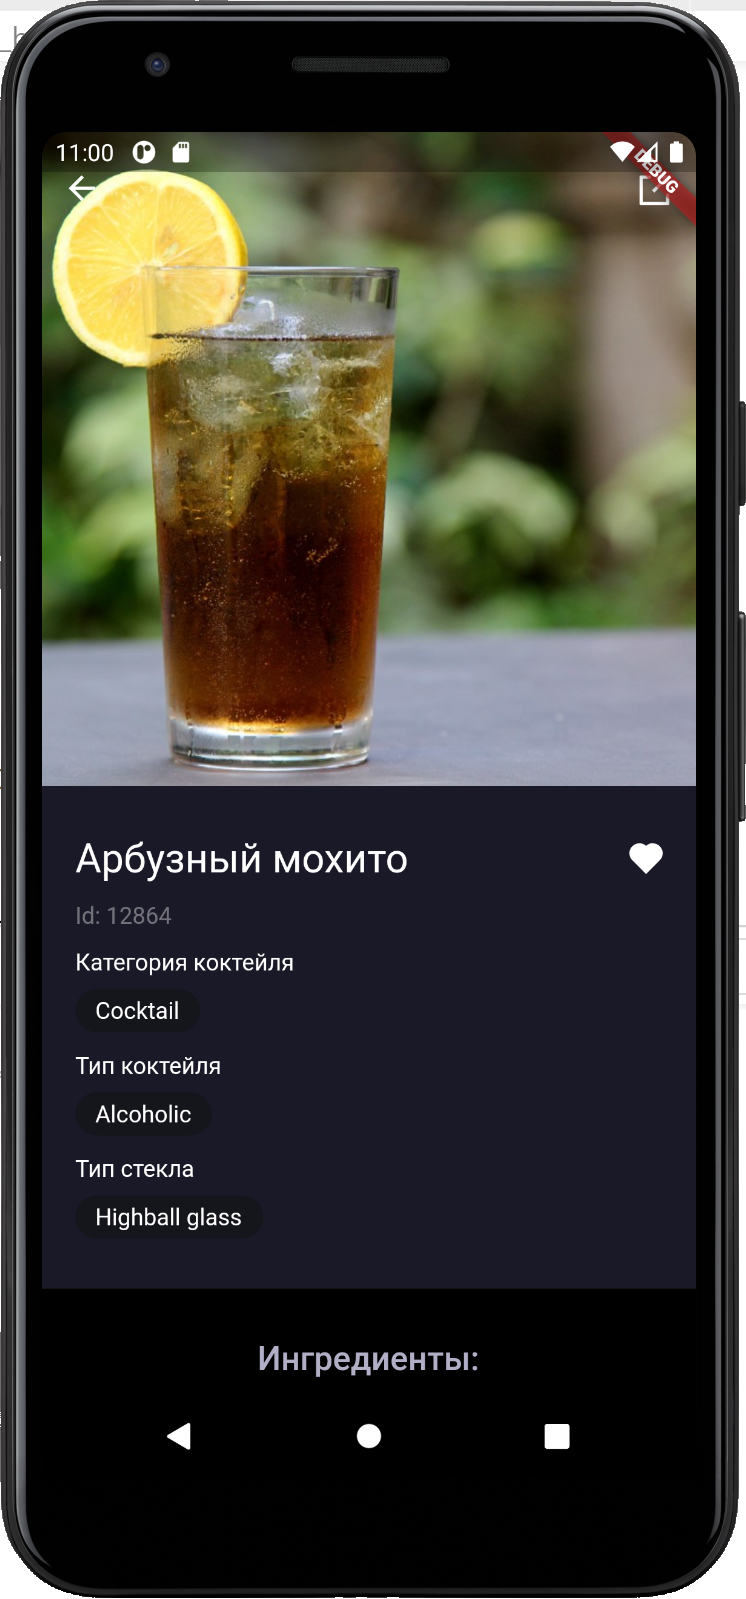 11:00
DEBUG
Арбузный мохито
Id: 12864
Категория коктейля
Cocktail
Тип коктейля
Alcoholic
Тип стекла
Highball glass
Ингредиенты: